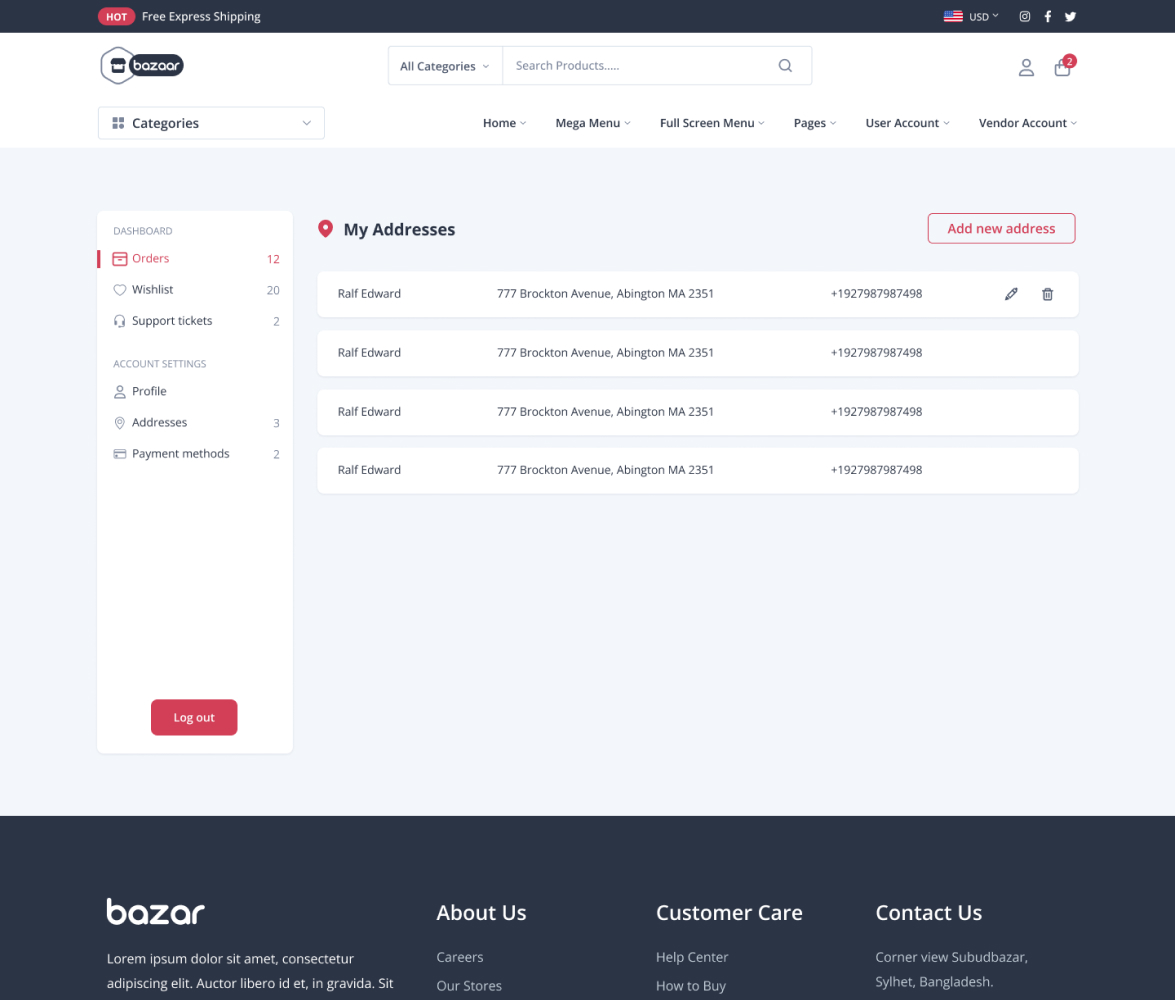 HOT Free Express Shipping USD
bazaar All Categories Search Products..... 2
Categories Home Mega Menu Full Screen Menu Pages User Account Vendor Account
DASHBOARD
Orders 12
Wishlist 20
Support tickets 2
ACCOUNT SETTINGS
Profile
Addresses 3
Payment methods 2
Log out
My Addresses Add new address
Ralf Edward 777 Brockton Avenue, Abington MA 2351 +1927987987498
Ralf Edward 777 Brockton Avenue, Abington MA 2351 +1927987987498
Ralf Edward 777 Brockton Avenue, Abington MA 2351 +1927987987498
Ralf Edward 777 Brockton Avenue, Abington MA 2351 +1927987987498
bazar
Lorem ipsum dolor sit amet, consectetur
adipiscing elit. Auctor libero id et, in gravida. Sit
About Us
Careers
Our Stores
Customer Care
Help Center
How to Buy
Contact Us
Corner view Subudbazar,
Sylhet, Bangladesh.